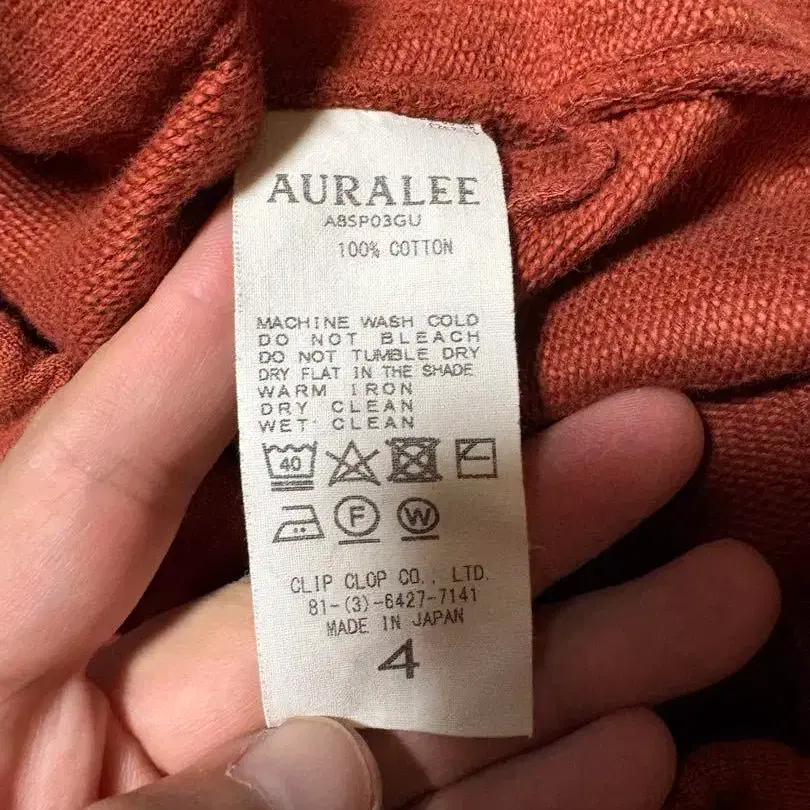 AURALEE
A8SP03GU
100% COTTON
MACHINE WASH COLD
DO NOT BLEACH
DO NOT TUMBLE DRY
DRY FLAT IN THE SHADE
WARM IRON
DRY CLEAN
WET CLEAN
40
F W
CLIP CLOP CO., LTD.
81-(3)-6427-7141
MADE IN JAPAN
4